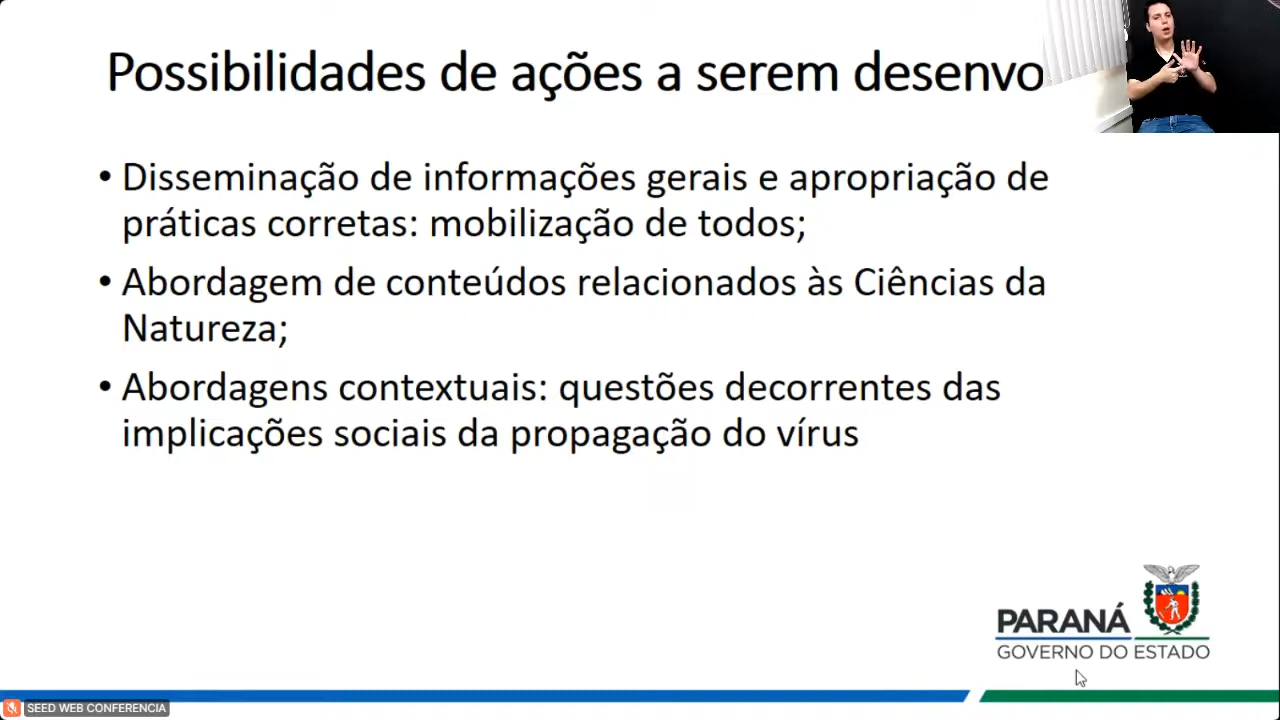 Possibilidades de ações a serem desenvo
• Disseminação de informações gerais e apropriação de
práticas corretas: mobilização de todos;
• Abordagem de conteúdos relacionados às Ciências da
Natureza;
• Abordagens contextuais: questões decorrentes das
implicações sociais da propagação do vírus
PARANÁ
GOVERNO DO ESTADO
SEED WEB CONFERENCIA